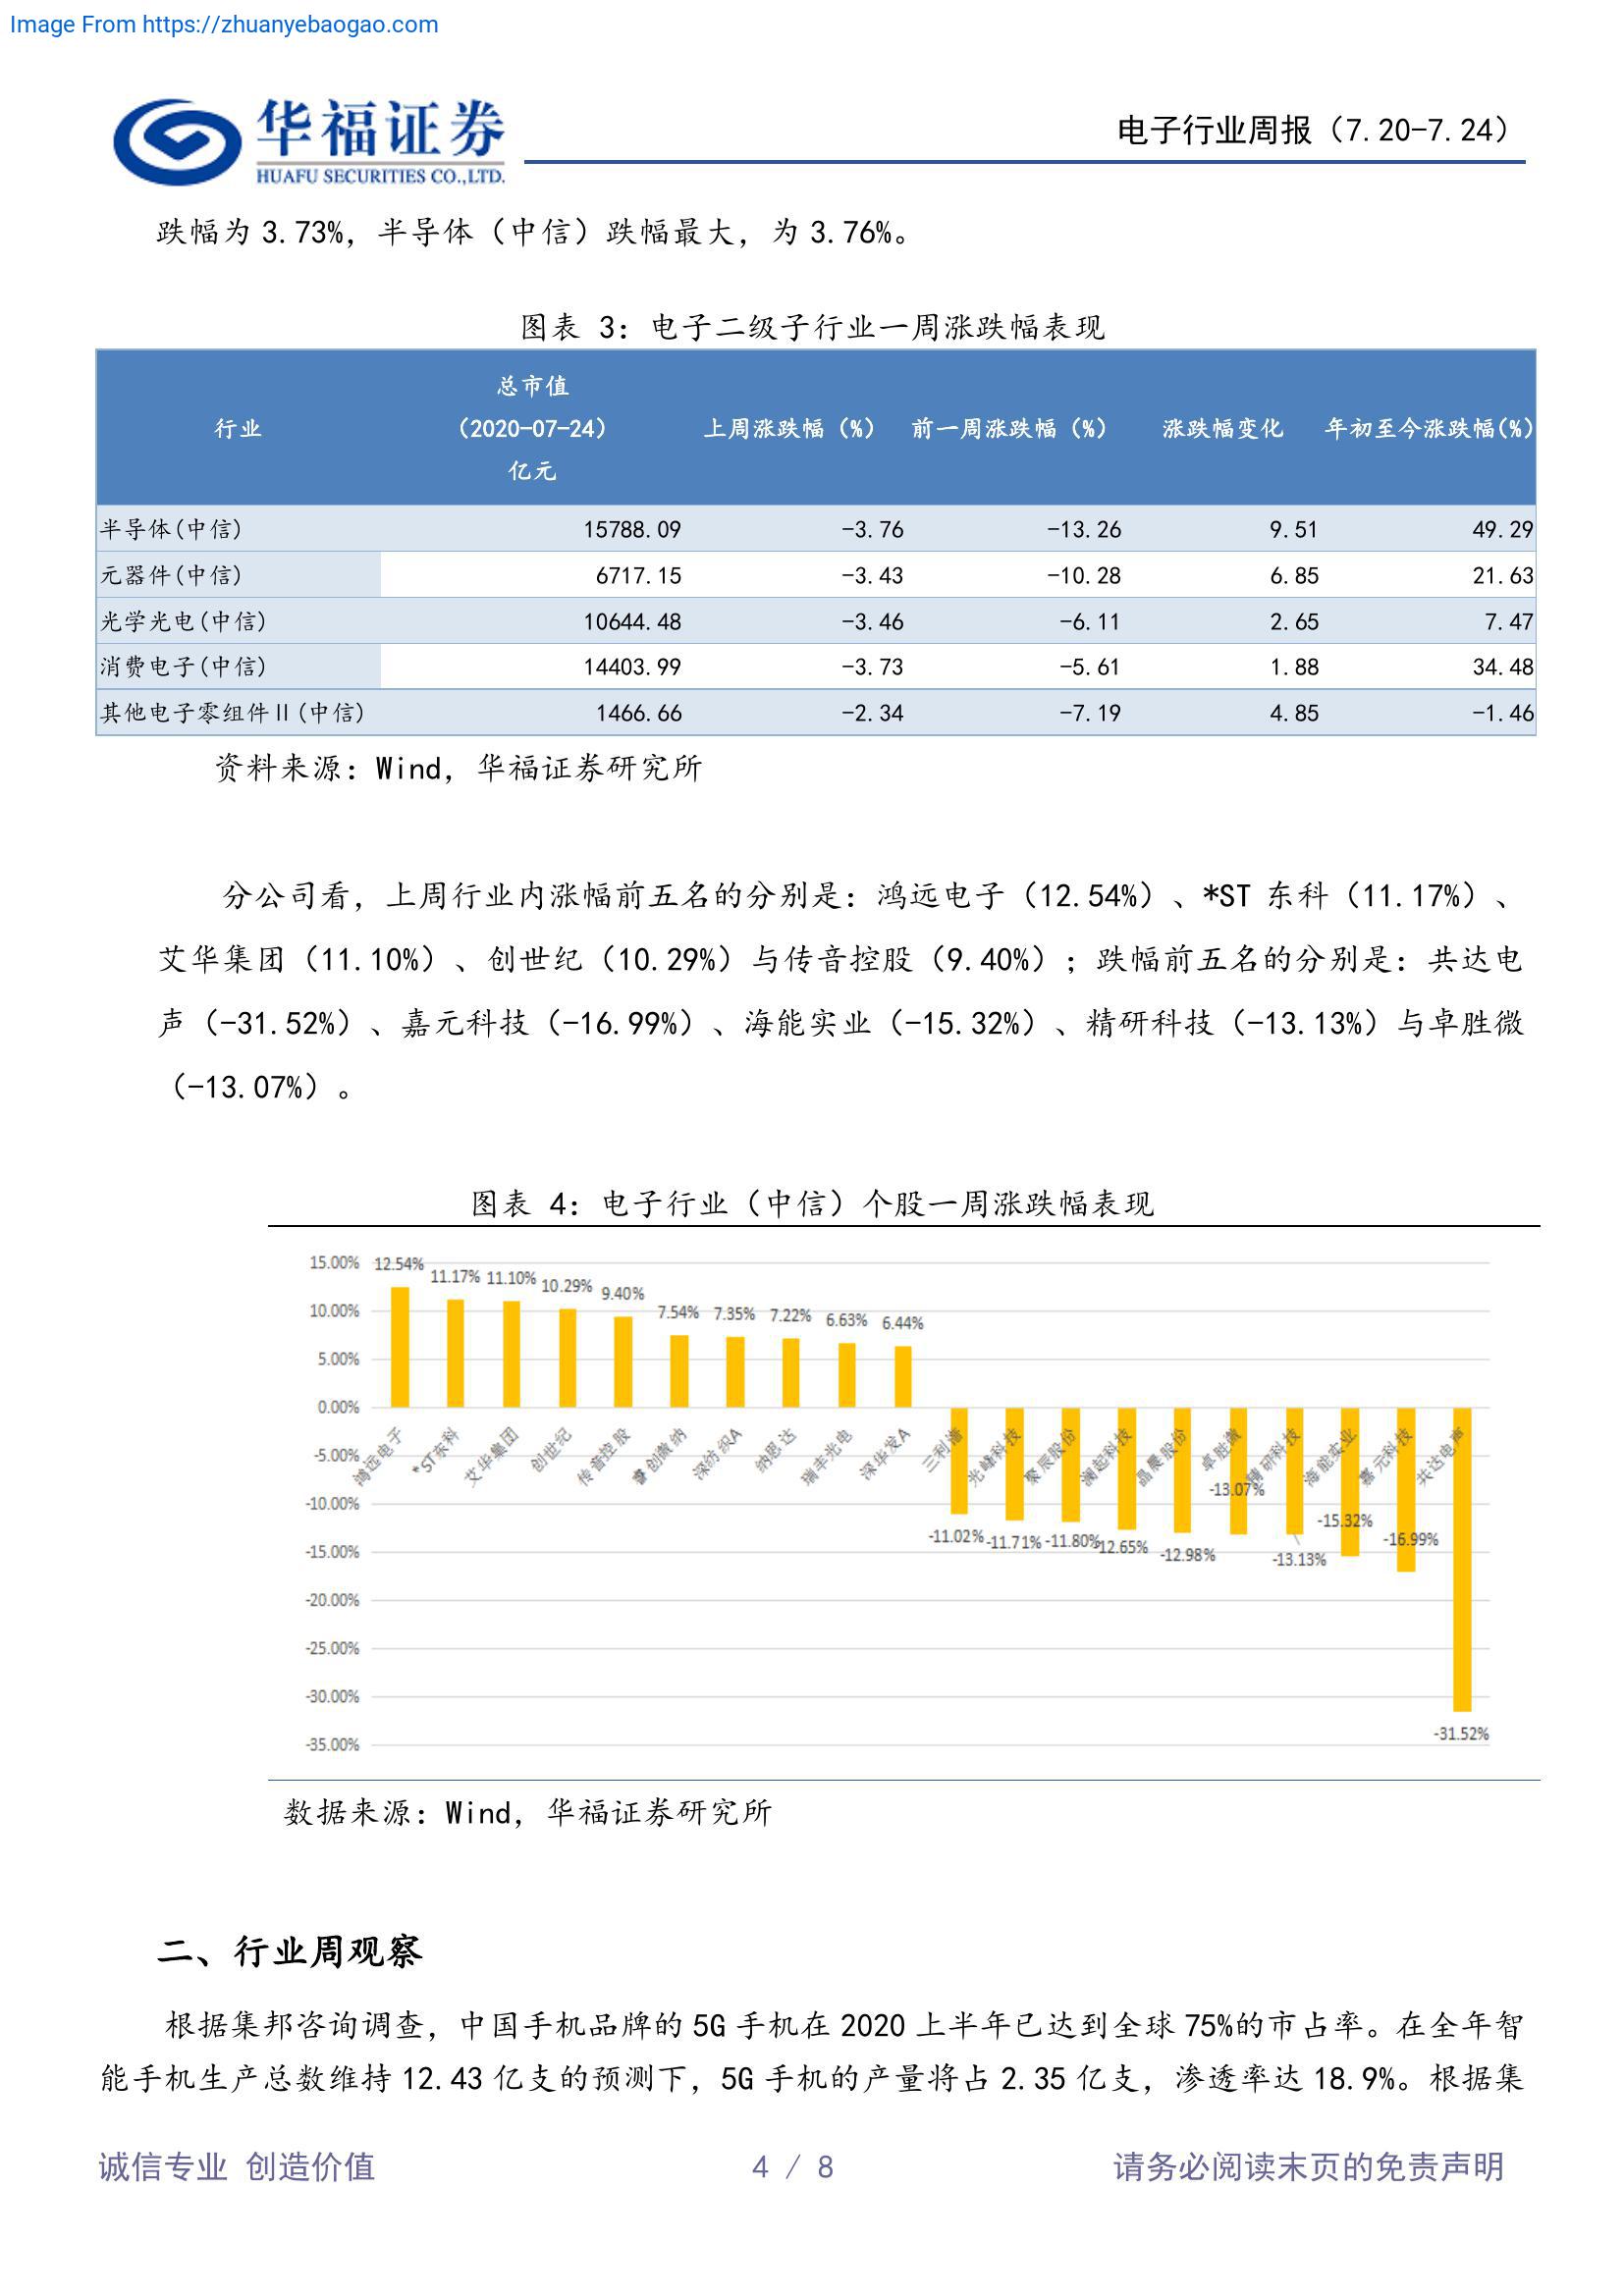 Image From https://zhuanyebaogao.com
华福证券
HUAFU SECURITIES CO.,LTD.
电子行业周报（7.20-7.24）
跌幅为 3.73%，半导体（中信）跌幅最大，为 3.76%。
图表 3：电子二级子行业一周涨跌幅表现
行业 总市值（2020-07-24）亿元 上周涨跌幅（%） 前一周涨跌幅（%） 涨跌幅变化 年初至今涨跌幅(%)
半导体(中信) 15788.09 -3.76 -13.26 9.51 49.29
元器件(中信) 6717.15 -3.43 -10.28 6.85 21.63
光学光电(中信) 10644.48 -3.46 -6.11 2.65 7.47
消费电子(中信) 14403.99 -3.73 -5.61 1.88 34.48
其他电子零组件Ⅱ(中信) 1466.66 -2.34 -7.19 4.85 -1.46
资料来源：Wind，华福证券研究所
分公司看，上周行业内涨幅前五名的分别是：鸿远电子（12.54%）、*ST 东科（11.17%）、
艾华集团（11.10%）、创世纪（10.29%）与传音控股（9.40%）；跌幅前五名的分别是：共达电
声（-31.52%）、嘉元科技（-16.99%）、海能实业（-15.32%）、精研科技（-13.13%）与卓胜微
（-13.07%）。
图表 4：电子行业（中信）个股一周涨跌幅表现
15.00%
10.00%
5.00%
0.00%
-5.00%
-10.00%
-15.00%
-20.00%
-25.00%
-30.00%
-35.00%
12.54% 11.17% 11.10% 10.29% 9.40% 7.54% 7.35% 7.22% 6.63% 6.44%
鸿远电子 *ST东科 艾华集团 创世纪 传音控股 睿创微纳 深纺织A 纳思达 瑞丰光电 深华发A 三利谱 光峰科技 聚辰股份 澜起科技 晶晨股份 卓胜微 精研科技 海能实业 嘉元科技 共达电声
-11.02% -11.71% -11.80% -12.65% -12.98% -13.07% -13.13% -15.32% -16.99% -31.52%
数据来源：Wind，华福证券研究所
二、行业周观察
根据集邦咨询调查，中国手机品牌的 5G 手机在 2020 上半年已达到全球 75%的市占率。在全年智
能手机生产总数维持 12.43 亿支的预测下，5G 手机的产量将占 2.35 亿支，渗透率达 18.9%。根据集
诚信专业 创造价值
4 / 8
请务必阅读末页的免责声明